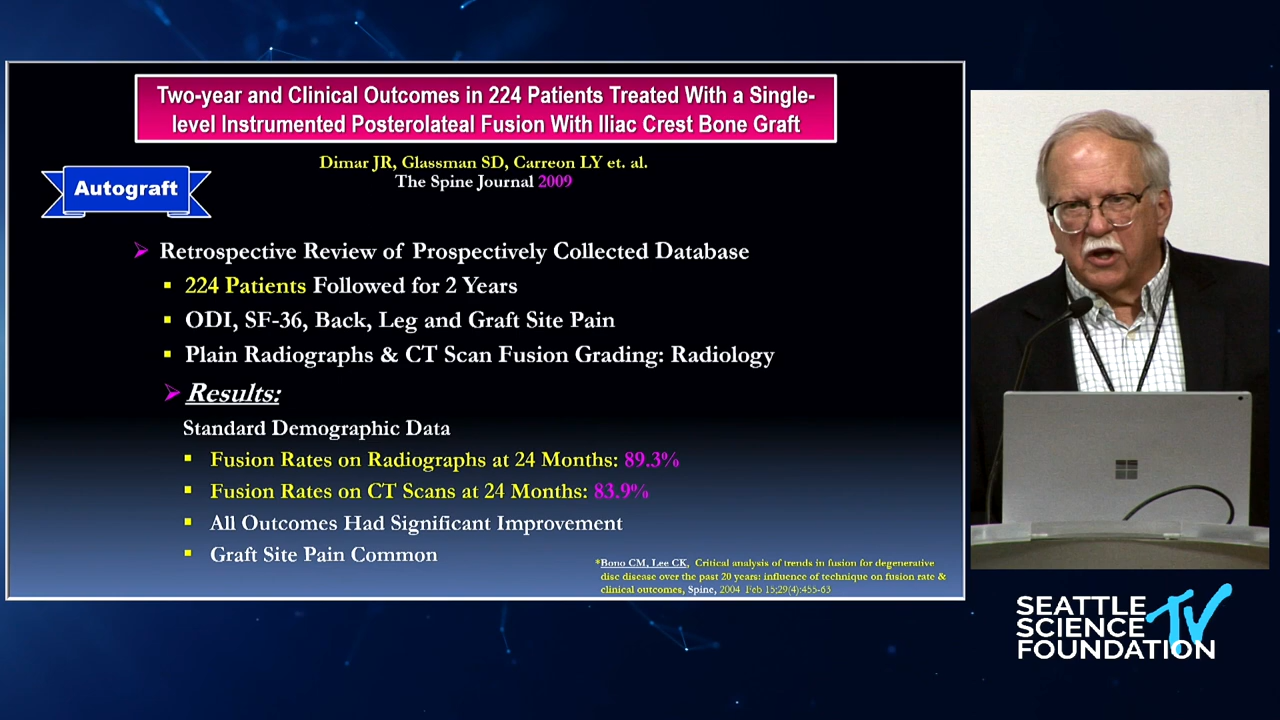 Two-year and Clinical Outcomes in 224 Patients Treated With a Single-
level Instrumented Posterolateal Fusion With Iliac Crest Bone Graft
Dimar JR, Glassman SD, Carreon LY et. al.
The Spine Journal 2009
Autograft
Retrospective Review of Prospectively Collected Database
224 Patients Followed for 2 Years
ODI, SF-36, Back, Leg and Graft Site Pain
Plain Radiographs & CT Scan Fusion Grading: Radiology
Results:
Standard Demographic Data
Fusion Rates on Radiographs at 24 Months: 89.3%
Fusion Rates on CT Scans at 24 Months: 83.9%
All Outcomes Had Significant Improvement
Graft Site Pain Common
*Bono CM, Lee CK, Critical analysis of trends in fusion for degenerative
disc disease over the past 20 years: influence of technique on fusion rate &
clinical outcomes, Spine, 2004 Feb 15;29(4):455-63
SEATTLE
SCIENCE TV
FOUNDATION